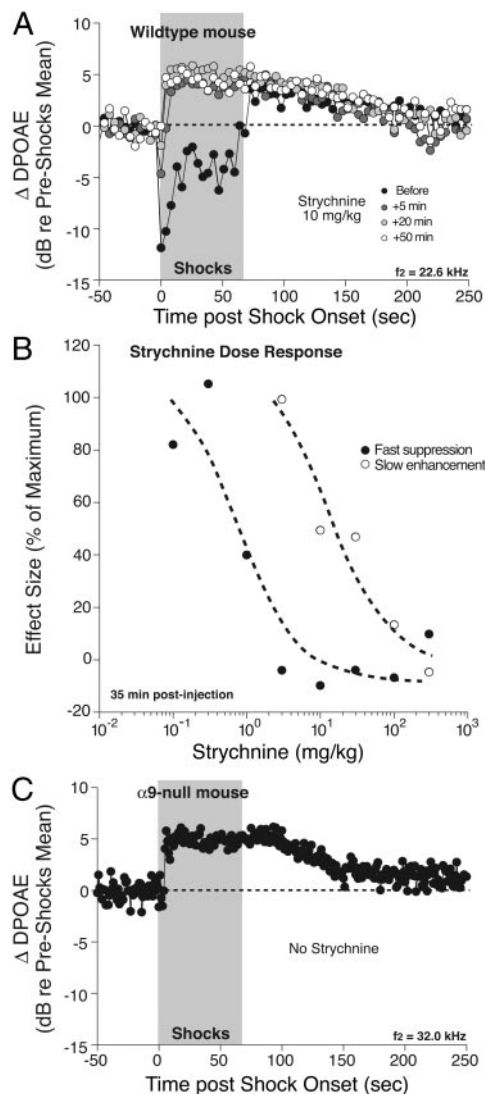 A
Wildtype mouse
10
5
0
-5
-10
-15
Δ DPOAE
(dB re Pre-Shocks Mean)
Strychnine
10 mg/kg
Before
+5 min
+20 min
+50 min
Shocks
f2 = 22.6 kHz
-50 0 50 100 150 200 250
Time post Shock Onset (sec)
B
Strychnine Dose Response
120
100
80
60
40
20
0
-20
Effect Size (% of Maximum)
Fast suppression
Slow enhancement
35 min post-injection
10⁻² 10⁻¹ 10⁰ 10¹ 10² 10³
Strychnine (mg/kg)
C
α9-null mouse
10
5
0
-5
-10
-15
Δ DPOAE
(dB re Pre-Shocks Mean)
No Strychnine
Shocks
f2 = 32.0 kHz
-50 0 50 100 150 200 250
Time post Shock Onset (sec)